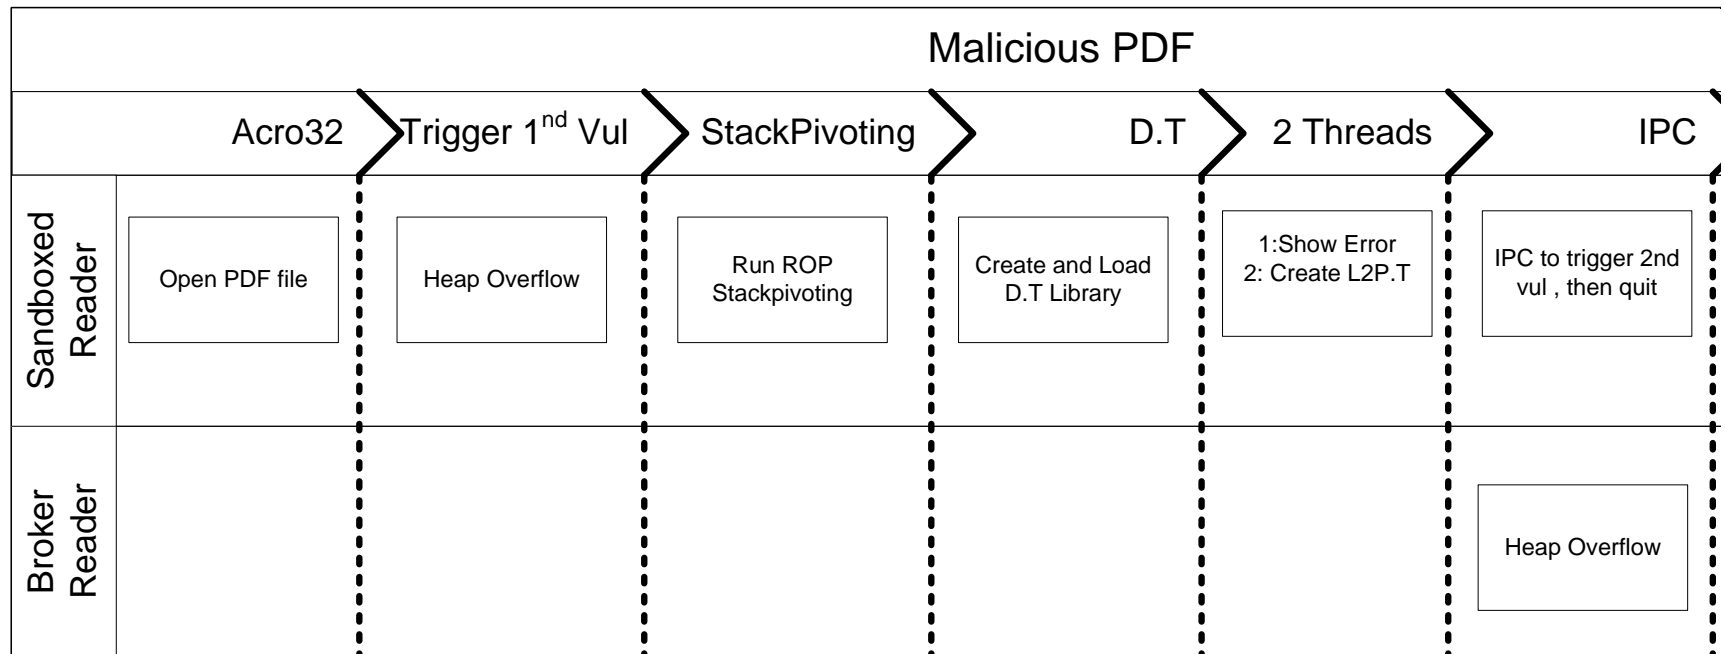 Malicious PDF
Acro32
Trigger 1nd Vul
StackPivoting
D.T
2 Threads
IPC
Sandboxed
Reader
Open PDF file
Heap Overflow
Run ROP
Stackpivoting
Create and Load
D.T Library
1:Show Error
2: Create L2P.T
IPC to trigger 2nd
vul , then quit
Broker
Reader
Heap Overflow